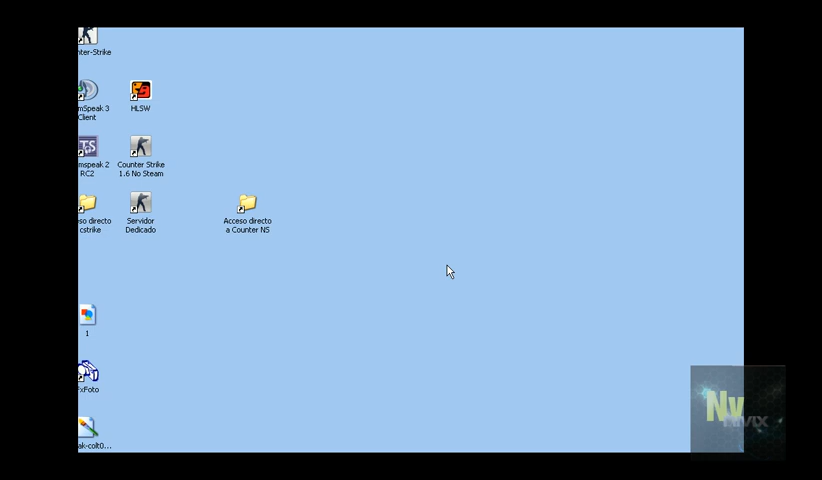 nter-Strike
mSpeak 3
Client
HLSW
mspeak 2
RC2
Counter Strike
1.6 No Steam
so directo
cstrike
Servidor
Dedicado
Acceso directo
a Counter NS
1
xFoto
ak-colt0...
Nv